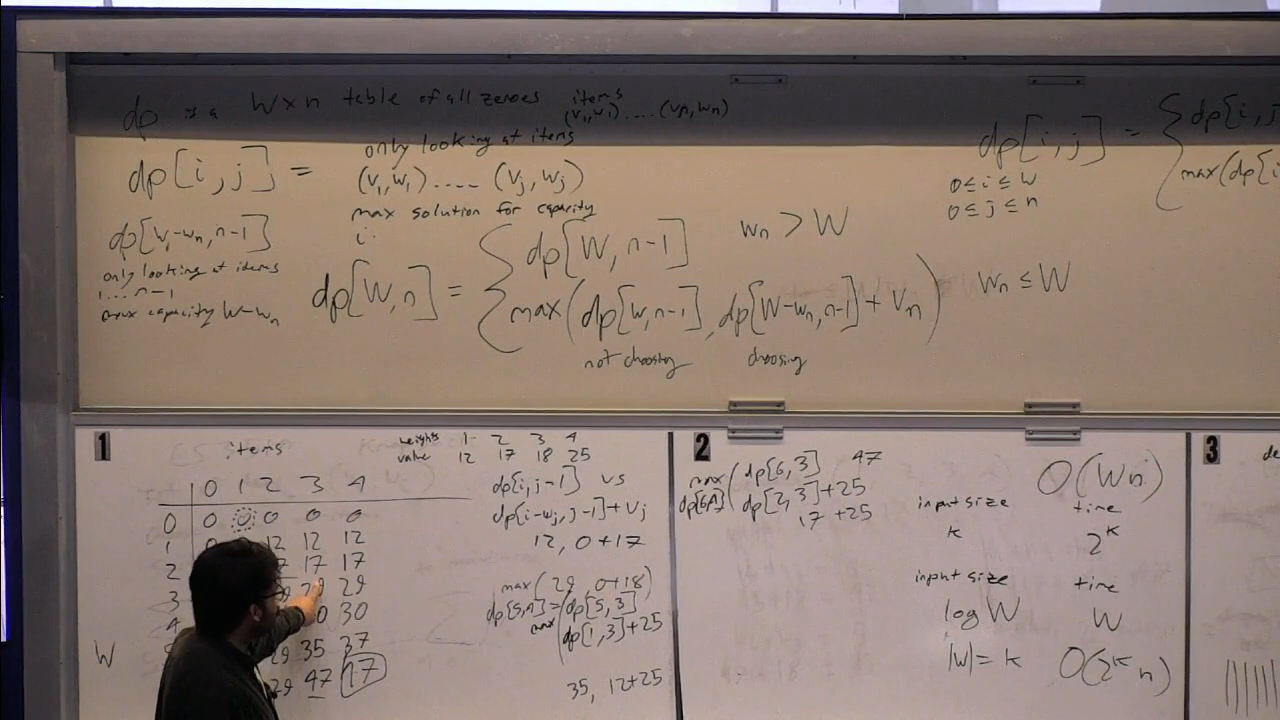 dp is a W x n table of all zeroes
items
(v1,w1) .... (vn,wn)
dp[i,j] =
only looking at items
(v1,w1) .... (vj,wj)
max solution for capacity
i
dp[W-wn, n-1]
only looking at items
1 ... n-1
max capacity W-wn
dp[W,n] = { dp[W, n-1]    wn > W
max(dp[W,n-1], dp[W-wn,n-1] + vn)    wn ≤ W
not choosing    choosing
dp[i,j] = { dp[i,j
max(dp[i
0 ≤ i ≤ W
0 ≤ j ≤ n
1
items
weights 1 2 3 4
value 12 17 18 25
0 1 2 3 4
0 0 0 0 0 0
1 0 12 12 12
2 17 17
3 29
4 0 30
29 35 37
W
29 47 17
dp[i,j-1] vs
dp[i-wj,j-1]+vj
12, 0+17
max(29, 0+18)
dp[5,4] = max(dp[5,3]
dp[1,3]+25
35, 12+25
2
max(dp[6,3] 47
dp[6,4] dp[2,3]+25
17 +25
O(Wn)
input size time
k 2^k
input size time
log W W
|W| = k O(2^k n)
3
de